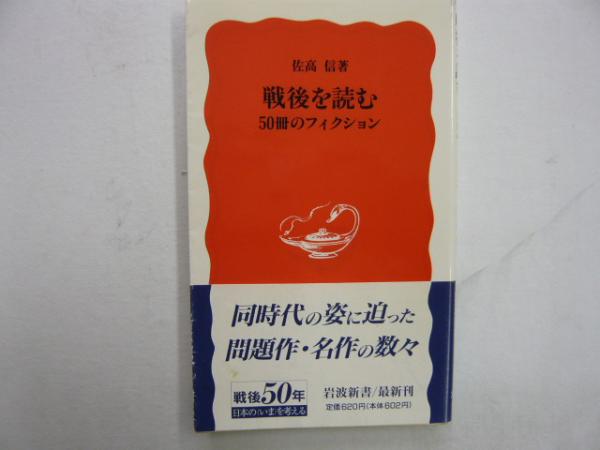 佐高 信著
戦後を読む
50冊のフィクション
同時代の姿に迫った
問題作・名作の数々
戦後50年
日本の〈いま〉を考える
岩波新書/最新刊
定価620円(本体602円)